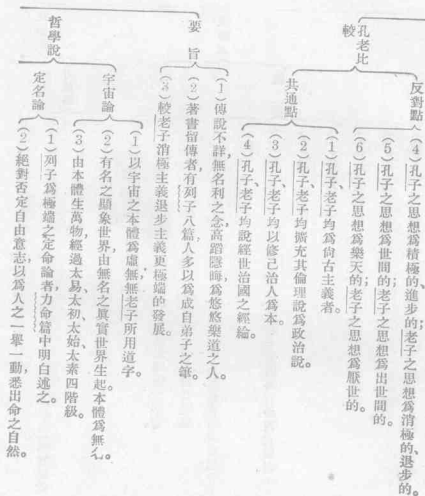 孔老比較
反對點
(4)孔子之思想爲積極的、進步的;老子之思想爲消極的、退步的。
(5)孔子之思想爲世間的;老子之思想爲出世間的。
(6)孔子之思想爲樂天的;老子之思想爲厭世的。
共通點
(1)孔子、老子均爲尙古主義者。
(2)孔子、老子均擴充其倫理說爲政治說。
(3)孔子、老子均以修己治人爲本。
(4)孔子、老子均說經世治國之經綸。
要旨
(1)傳說不詳,無名利之念,高蹈隱晦,爲悠悠樂道之人。
(2)著書留傳者有列子八篇,人多以爲成自弟子之筆。
(3)較老子消極主義退步主義更極端的發展。
哲學說
宇宙論
(1)以宇宙之本體爲虛無,無老子所用道字。
(2)有名之顯象世界,由無名之眞實世界生起,本體爲無名。
(3)由本體生萬物經過太易、太初、太始、太素四階級。
定名論
(1)列子爲極端之定命論者,力命篇中明白述之。
(2)絕對否定自由意志,以爲人之一舉一動,悉出命之自然。